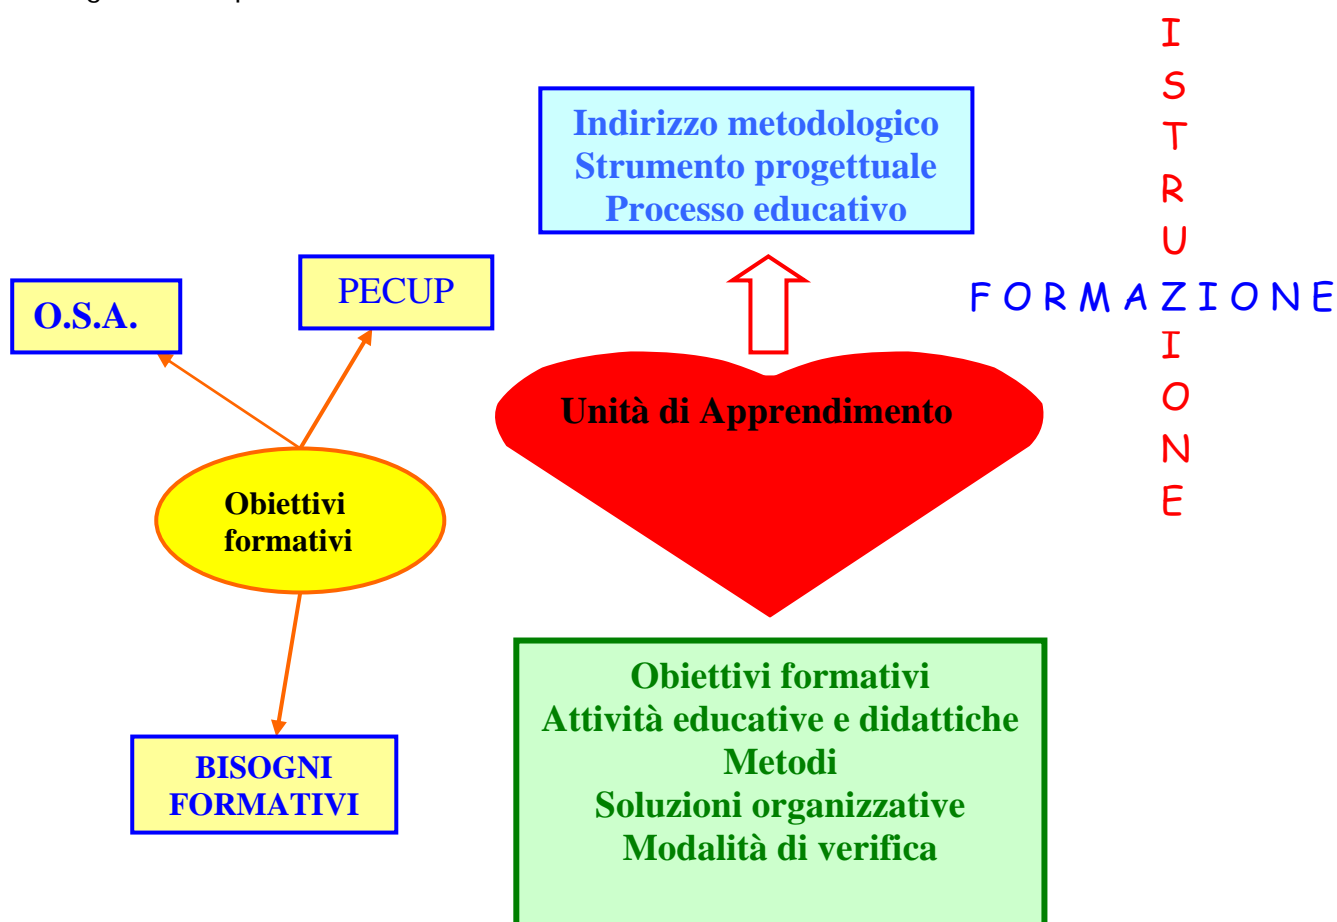 I
S
T
R
U
FORMAZIONE
I
O
N
E
Indirizzo metodologico
Strumento progettuale
Processo educativo
O.S.A.
PECUP
Unità di Apprendimento
Obiettivi
formativi
BISOGNI
FORMATIVI
Obiettivi formativi
Attività educative e didattiche
Metodi
Soluzioni organizzative
Modalità di verifica